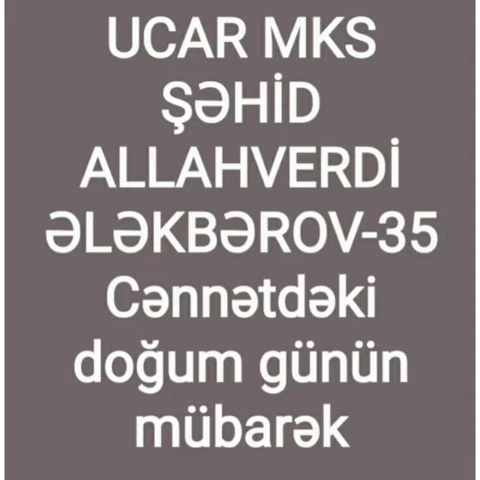 UCAR MKS
ŞƏHİD
ALLAHVERDİ
ƏLƏKBƏROV-35
Cənnətdəki
doğum günün
mübarək